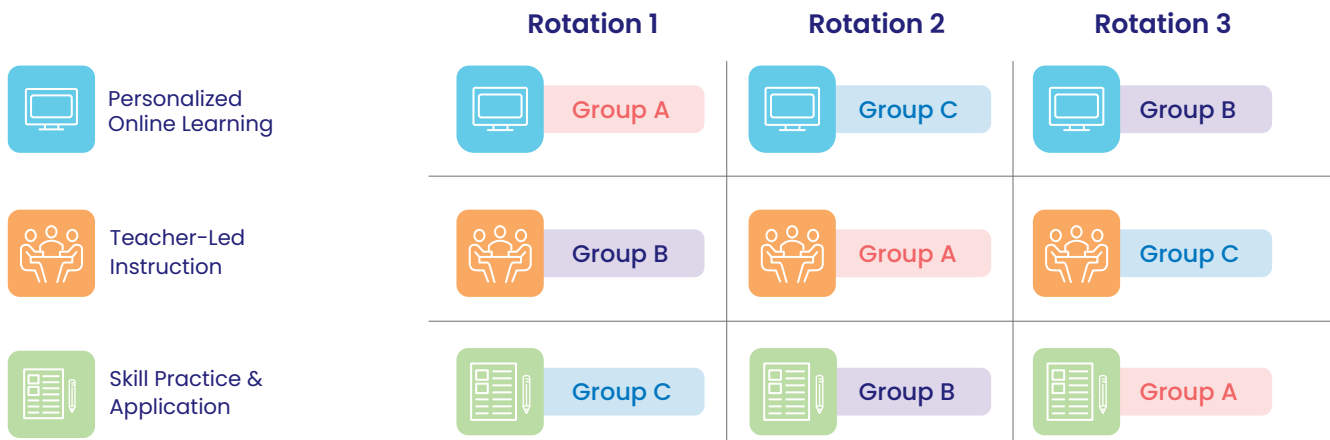 Rotation 1 Rotation 2 Rotation 3
Personalized
Online Learning
Group A Group C Group B
Teacher-Led
Instruction
Group B Group A Group C
Skill Practice &
Application
Group C Group B Group A